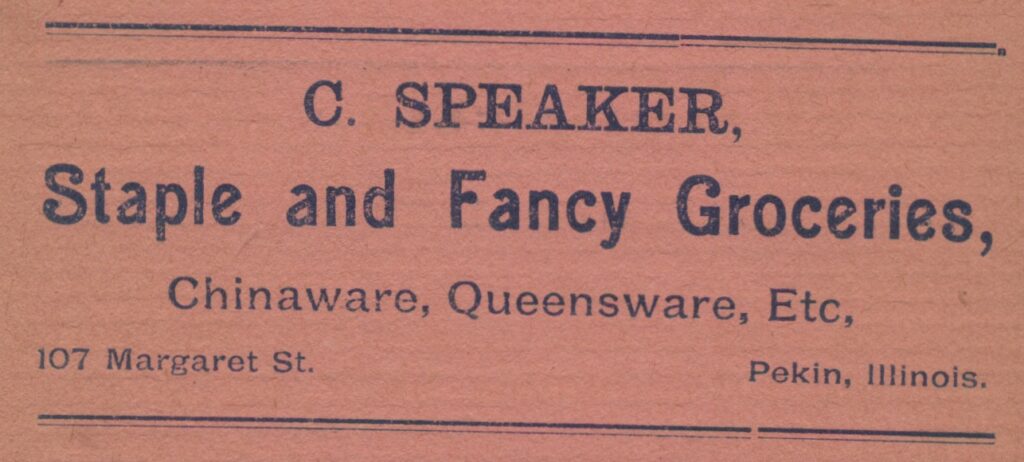 C. SPEAKER,
Staple and Fancy Groceries,
Chinaware, Queensware, Etc,
107 Margaret St. Pekin, Illinois.